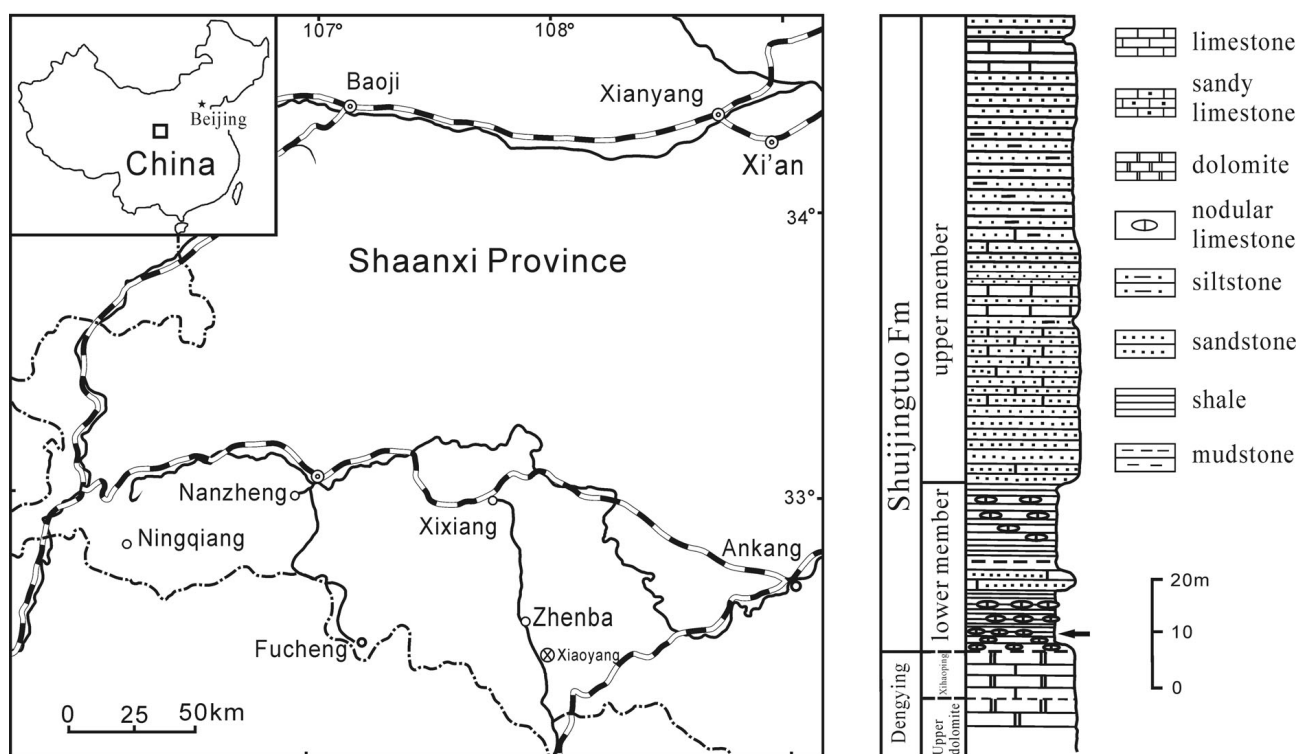 107°
108°
Beijing
China
Baoji
Xianyang
Xi'an
34°
Shaanxi Province
33°
Nanzheng
Ningqiang
Xixiang
Ankang
Zhenba
Fucheng
Xiaoyang
0 25 50km
Shuijingtuo Fm
upper member
lower member
Dengying
Xihaoping
Upper
dolomite
limestone
sandy
limestone
dolomite
nodular
limestone
siltstone
sandstone
shale
mudstone
20m
10
0